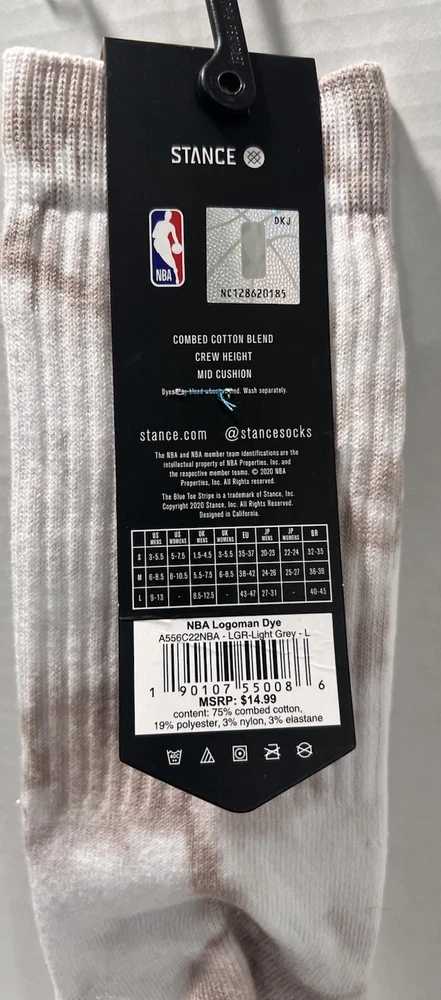 STANCE
DKJ
NBA
NC128620185
COMBED COTTON BLEND
CREW HEIGHT
MID CUSHION
Dyes may bleed when wet. Wash separately.
stance.com @stancesocks
The NBA and NBA member team identifications are the
intellectual property of NBA Properties, Inc. and
the respective member teams. © 2020 NBA
Properties, Inc. All rights reserved.
The Blue Toe Stripe is a trademark of Stance, Inc.
Copyright 2020 Stance, Inc. All Rights Reserved.
Designed in California.
US MENS US WOMENS UK MENS UK WOMENS EU JP MENS JP WOMENS BR
S 3-5.5 5-7.5 1.5-4.5 3-5.5 35-37 20-23 22-24 32-35
M 6-8.5 8-10.5 5.5-7.5 6-8.5 38-42 24-26 25-27 36-39
L 9-13 - 8.5-12.5 - 43-47 27-31 - 40-45
NBA Logoman Dye
A556C22NBA - LGR-Light Grey - L
1 90107 55008 6
MSRP: $14.99
content: 75% combed cotton,
19% polyester, 3% nylon, 3% elastane
40C